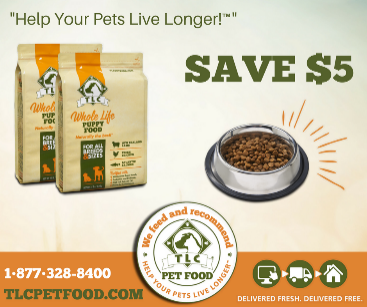 "Help Your Pets Live Longer!™"
SAVE $5
TLC
Whole Life
PUPPY
FOOD
FOR ALL
BREEDS
& SIZES
We feed and recommend
TLC
PET FOOD
HELP YOUR PETS LIVE LONGER
1•877•328-8400
TLCPETFOOD.COM
DELIVERED FRESH. DELIVERED FREE.